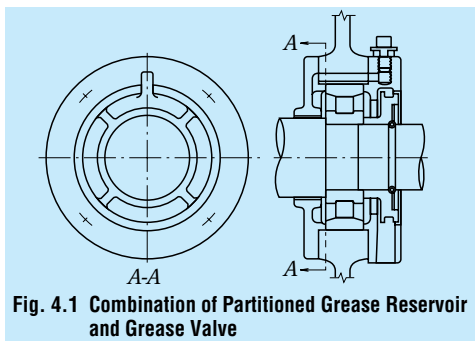 A
A
A-A
Fig. 4.1 Combination of Partitioned Grease Reservoir
and Grease Valve